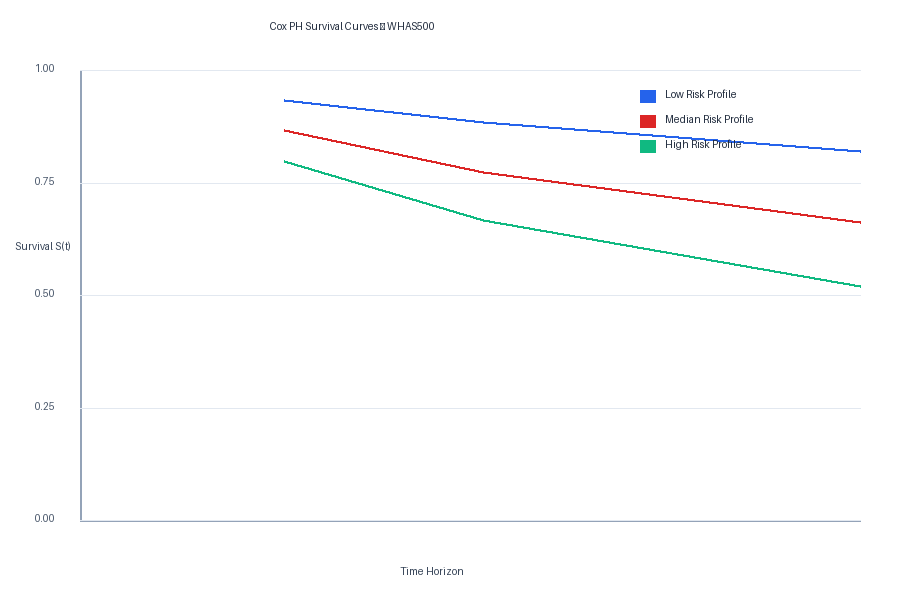 Cox PH Survival Curves▯WHAS500
1.00
Low Risk Profile
Median Risk Profile
High Risk Profile
0.75
Survival S(t)
0.50
0.25
0.00
Time Horizon